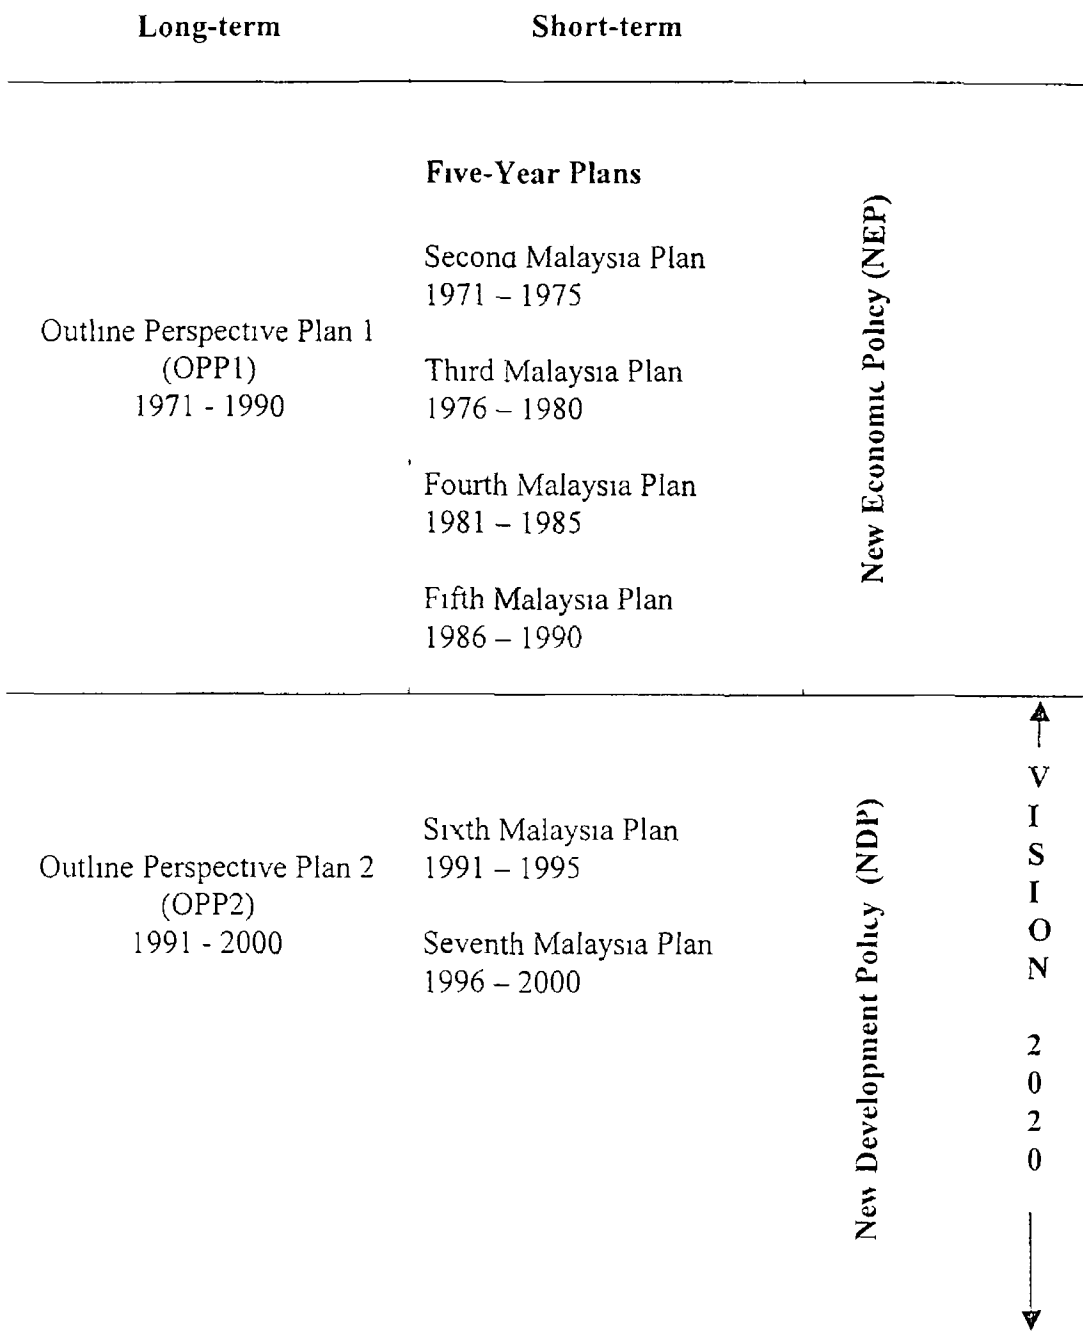 Long-term
Short-term
Five-Year Plans
Second Malaysia Plan
1971 – 1975
Outline Perspective Plan 1
(OPP1)
1971 - 1990
Third Malaysia Plan
1976 – 1980
Fourth Malaysia Plan
1981 – 1985
Fifth Malaysia Plan
1986 – 1990
New Economic Policy (NEP)
Outline Perspective Plan 2
(OPP2)
1991 - 2000
Sixth Malaysia Plan
1991 – 1995
Seventh Malaysia Plan
1996 – 2000
New Development Policy (NDP)
VISION 2020